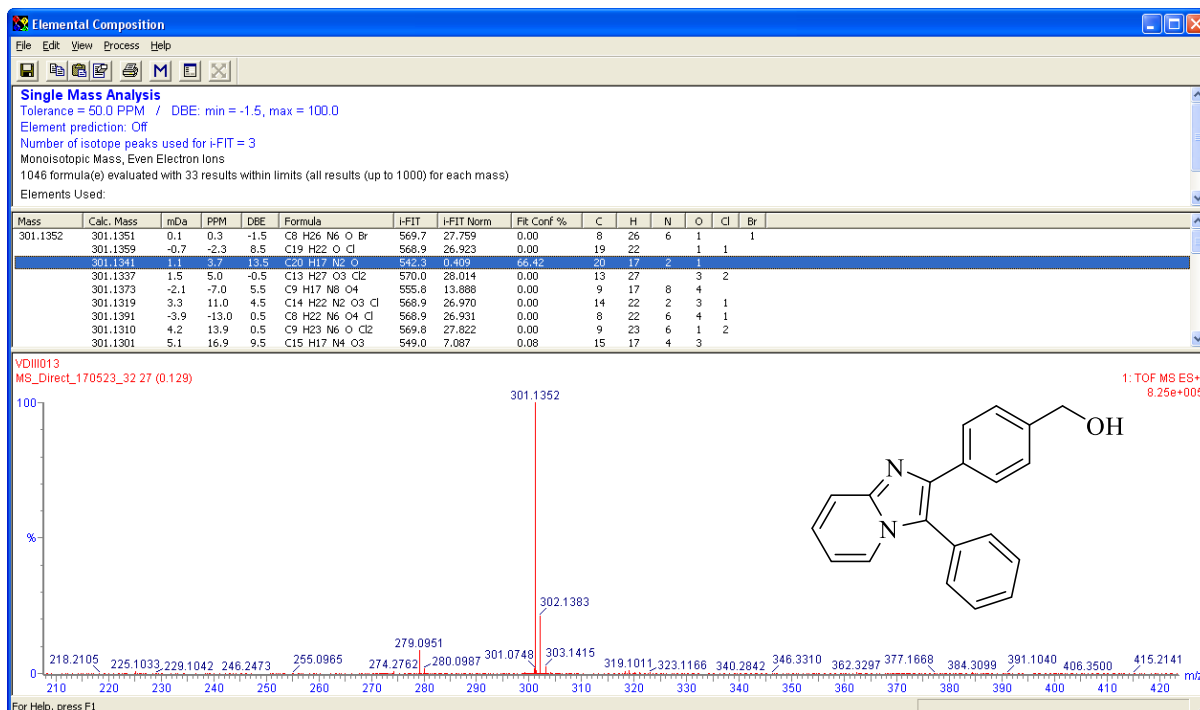 Elemental Composition
File Edit View Process Help
M
Single Mass Analysis
Tolerance = 50.0 PPM / DBE: min = -1.5, max = 100.0
Element prediction: Off
Number of isotope peaks used for i-FIT = 3
Monoisotopic Mass, Even Electron Ions
1046 formula(e) evaluated with 33 results within limits (all results (up to 1000) for each mass)
Elements Used:
Mass Calc. Mass mDa PPM DBE Formula i-FIT i-FIT Norm Fit Conf % C H N O Cl Br
301.1352 301.1351 0.1 0.3 -1.5 C8 H26 N6 O Br 569.7 27.759 0.00 8 26 6 1 1
301.1359 -0.7 -2.3 8.5 C19 H22 O Cl 568.9 26.923 0.00 19 22 1 1
301.1341 1.1 3.7 13.5 C20 H17 N2 O 542.3 0.409 66.42 20 17 2 1
301.1337 1.5 5.0 -0.5 C13 H27 O3 Cl2 570.0 28.014 0.00 13 27 3 2
301.1373 -2.1 -7.0 5.5 C9 H17 N8 O4 555.8 13.888 0.00 9 17 8 4
301.1319 3.3 11.0 4.5 C14 H22 N2 O3 Cl 568.9 26.970 0.00 14 22 2 3 1
301.1391 -3.9 -13.0 0.5 C8 H22 N6 O4 Cl 568.9 26.931 0.00 8 22 6 4 1
301.1310 4.2 13.9 0.5 C9 H23 N6 O Cl2 569.8 27.822 0.00 9 23 6 1 2
301.1301 5.1 16.9 9.5 C15 H17 N4 O3 549.0 7.087 0.08 15 17 4 3
VDIII013
MS_Direct_170523_32 27 (0.129)
1: TOF MS ES+
8.25e+005
100
%
0
301.1352
302.1383
279.0951
280.0987
301.0748
303.1415
218.2105
225.1033
229.1042
246.2473
255.0965
274.2762
319.1011
323.1166
340.2842
346.3310
362.3297
377.1668
384.3099
391.1040
406.3500
415.2141
m/z
210 220 230 240 250 260 270 280 290 300 310 320 330 340 350 360 370 380 390 400 410 420
OH
N
N
For Help, press F1